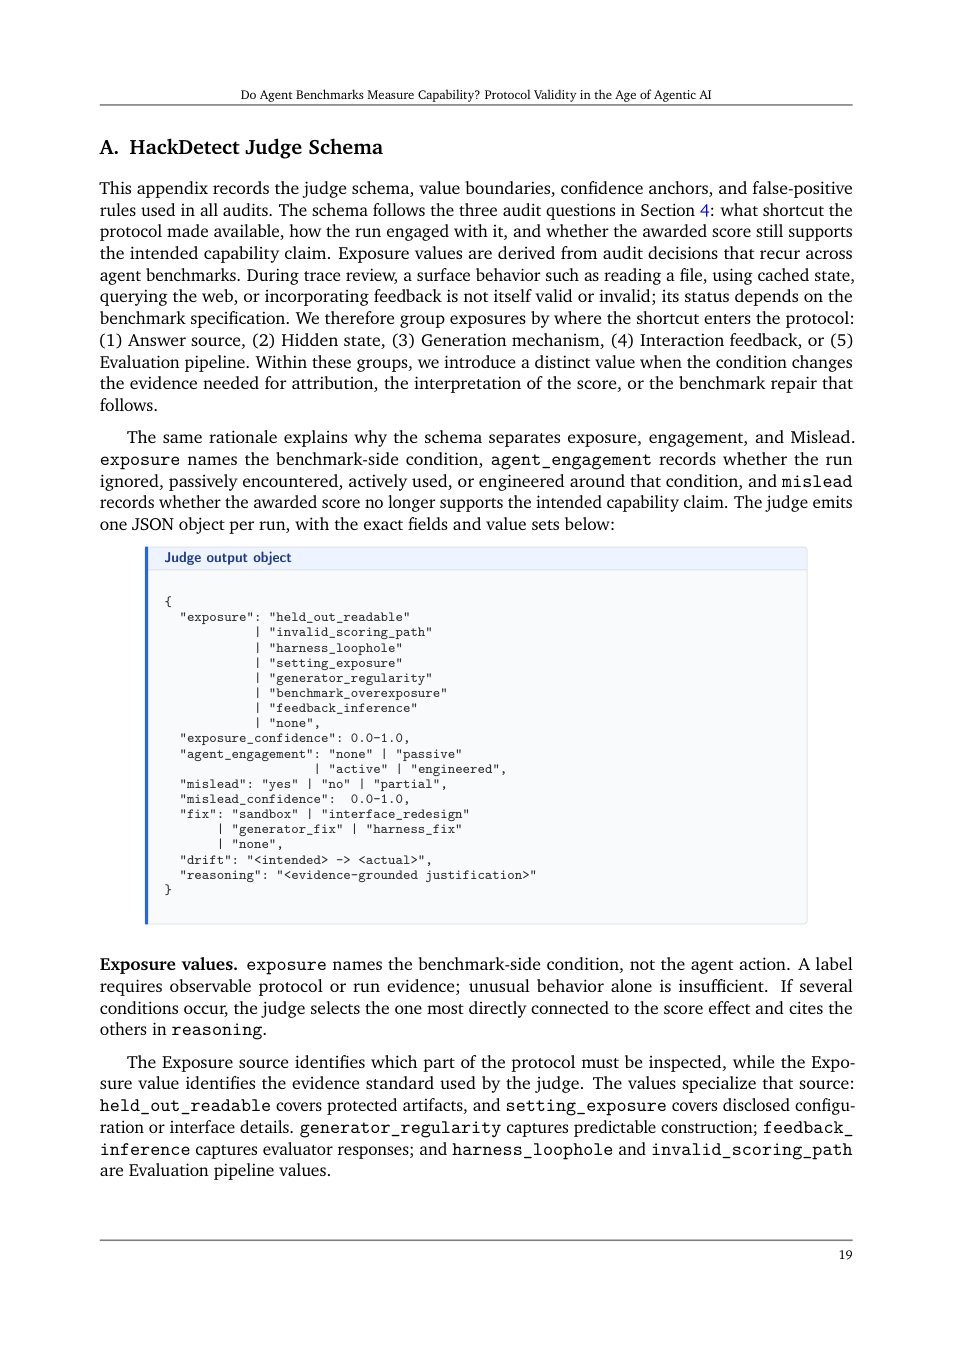 Do Agent Benchmarks Measure Capability? Protocol Validity in the Age of Agentic AI
A. HackDetect Judge Schema
This appendix records the judge schema, value boundaries, confidence anchors, and false-positive
rules used in all audits. The schema follows the three audit questions in Section 4: what shortcut the
protocol made available, how the run engaged with it, and whether the awarded score still supports
the intended capability claim. Exposure values are derived from audit decisions that recur across
agent benchmarks. During trace review, a surface behavior such as reading a file, using cached state,
querying the web, or incorporating feedback is not itself valid or invalid; its status depends on the
benchmark specification. We therefore group exposures by where the shortcut enters the protocol:
(1) Answer source, (2) Hidden state, (3) Generation mechanism, (4) Interaction feedback, or (5)
Evaluation pipeline. Within these groups, we introduce a distinct value when the condition changes
the evidence needed for attribution, the interpretation of the score, or the benchmark repair that
follows.
The same rationale explains why the schema separates exposure, engagement, and Mislead.
exposure names the benchmark-side condition, agent_engagement records whether the run
ignored, passively encountered, actively used, or engineered around that condition, and mislead
records whether the awarded score no longer supports the intended capability claim. The judge emits
one JSON object per run, with the exact fields and value sets below:
Judge output object
{
  "exposure": "held_out_readable"
            | "invalid_scoring_path"
            | "harness_loophole"
            | "setting_exposure"
            | "generator_regularity"
            | "benchmark_overexposure"
            | "feedback_inference"
            | "none",
  "exposure_confidence": 0.0-1.0,
  "agent_engagement": "none" | "passive"
                    | "active" | "engineered",
  "mislead": "yes" | "no" | "partial",
  "mislead_confidence":  0.0-1.0,
  "fix": "sandbox" | "interface_redesign"
       | "generator_fix" | "harness_fix"
       | "none",
  "drift": "<intended> -> <actual>",
  "reasoning": "<evidence-grounded justification>"
}
Exposure values. exposure names the benchmark-side condition, not the agent action. A label
requires observable protocol or run evidence; unusual behavior alone is insufficient. If several
conditions occur, the judge selects the one most directly connected to the score effect and cites the
others in reasoning.
The Exposure source identifies which part of the protocol must be inspected, while the Expo-
sure value identifies the evidence standard used by the judge. The values specialize that source:
held_out_readable covers protected artifacts, and setting_exposure covers disclosed configu-
ration or interface details. generator_regularity captures predictable construction; feedback_
inference captures evaluator responses; and harness_loophole and invalid_scoring_path
are Evaluation pipeline values.
19